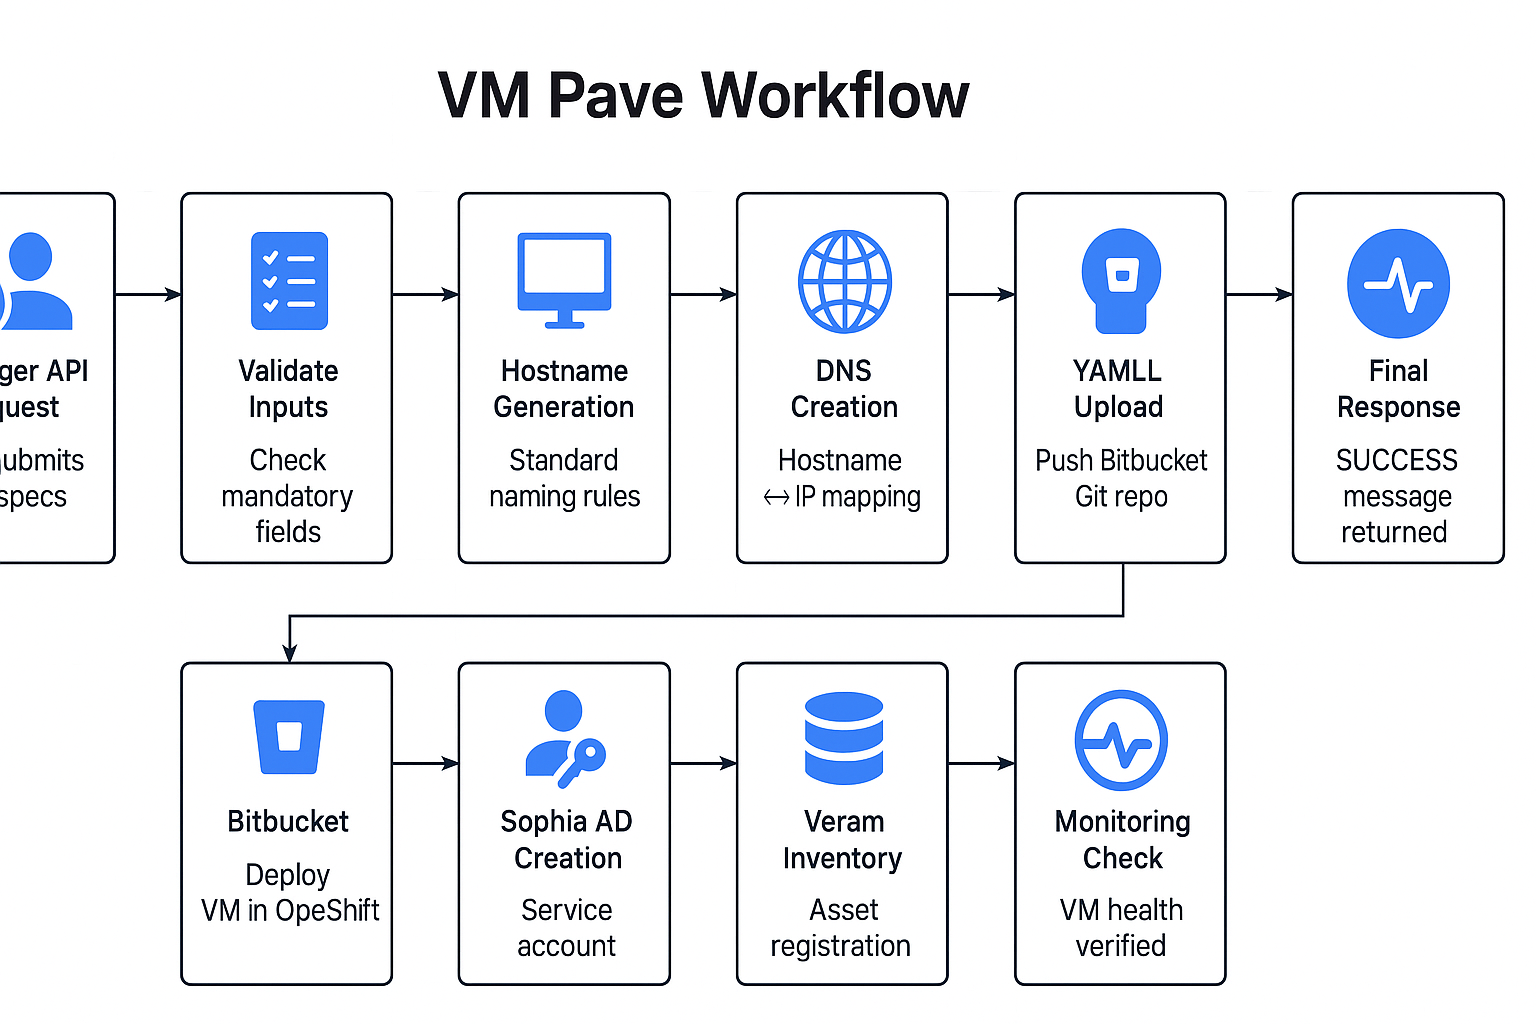 VM Pave Workflow
ger API
quest
ubmits
specs
Validate
Inputs
Check
mandatory
fields
Hostname
Generation
Standard
naming rules
DNS
Creation
Hostname
↔ IP mapping
YAMLL
Upload
Push Bitbucket
Git repo
Final
Response
SUCCESS
message
returned
Bitbucket
Deploy
VM in OpeShift
Sophia AD
Creation
Service
account
Veram
Inventory
Asset
registration
Monitoring
Check
VM health
verified